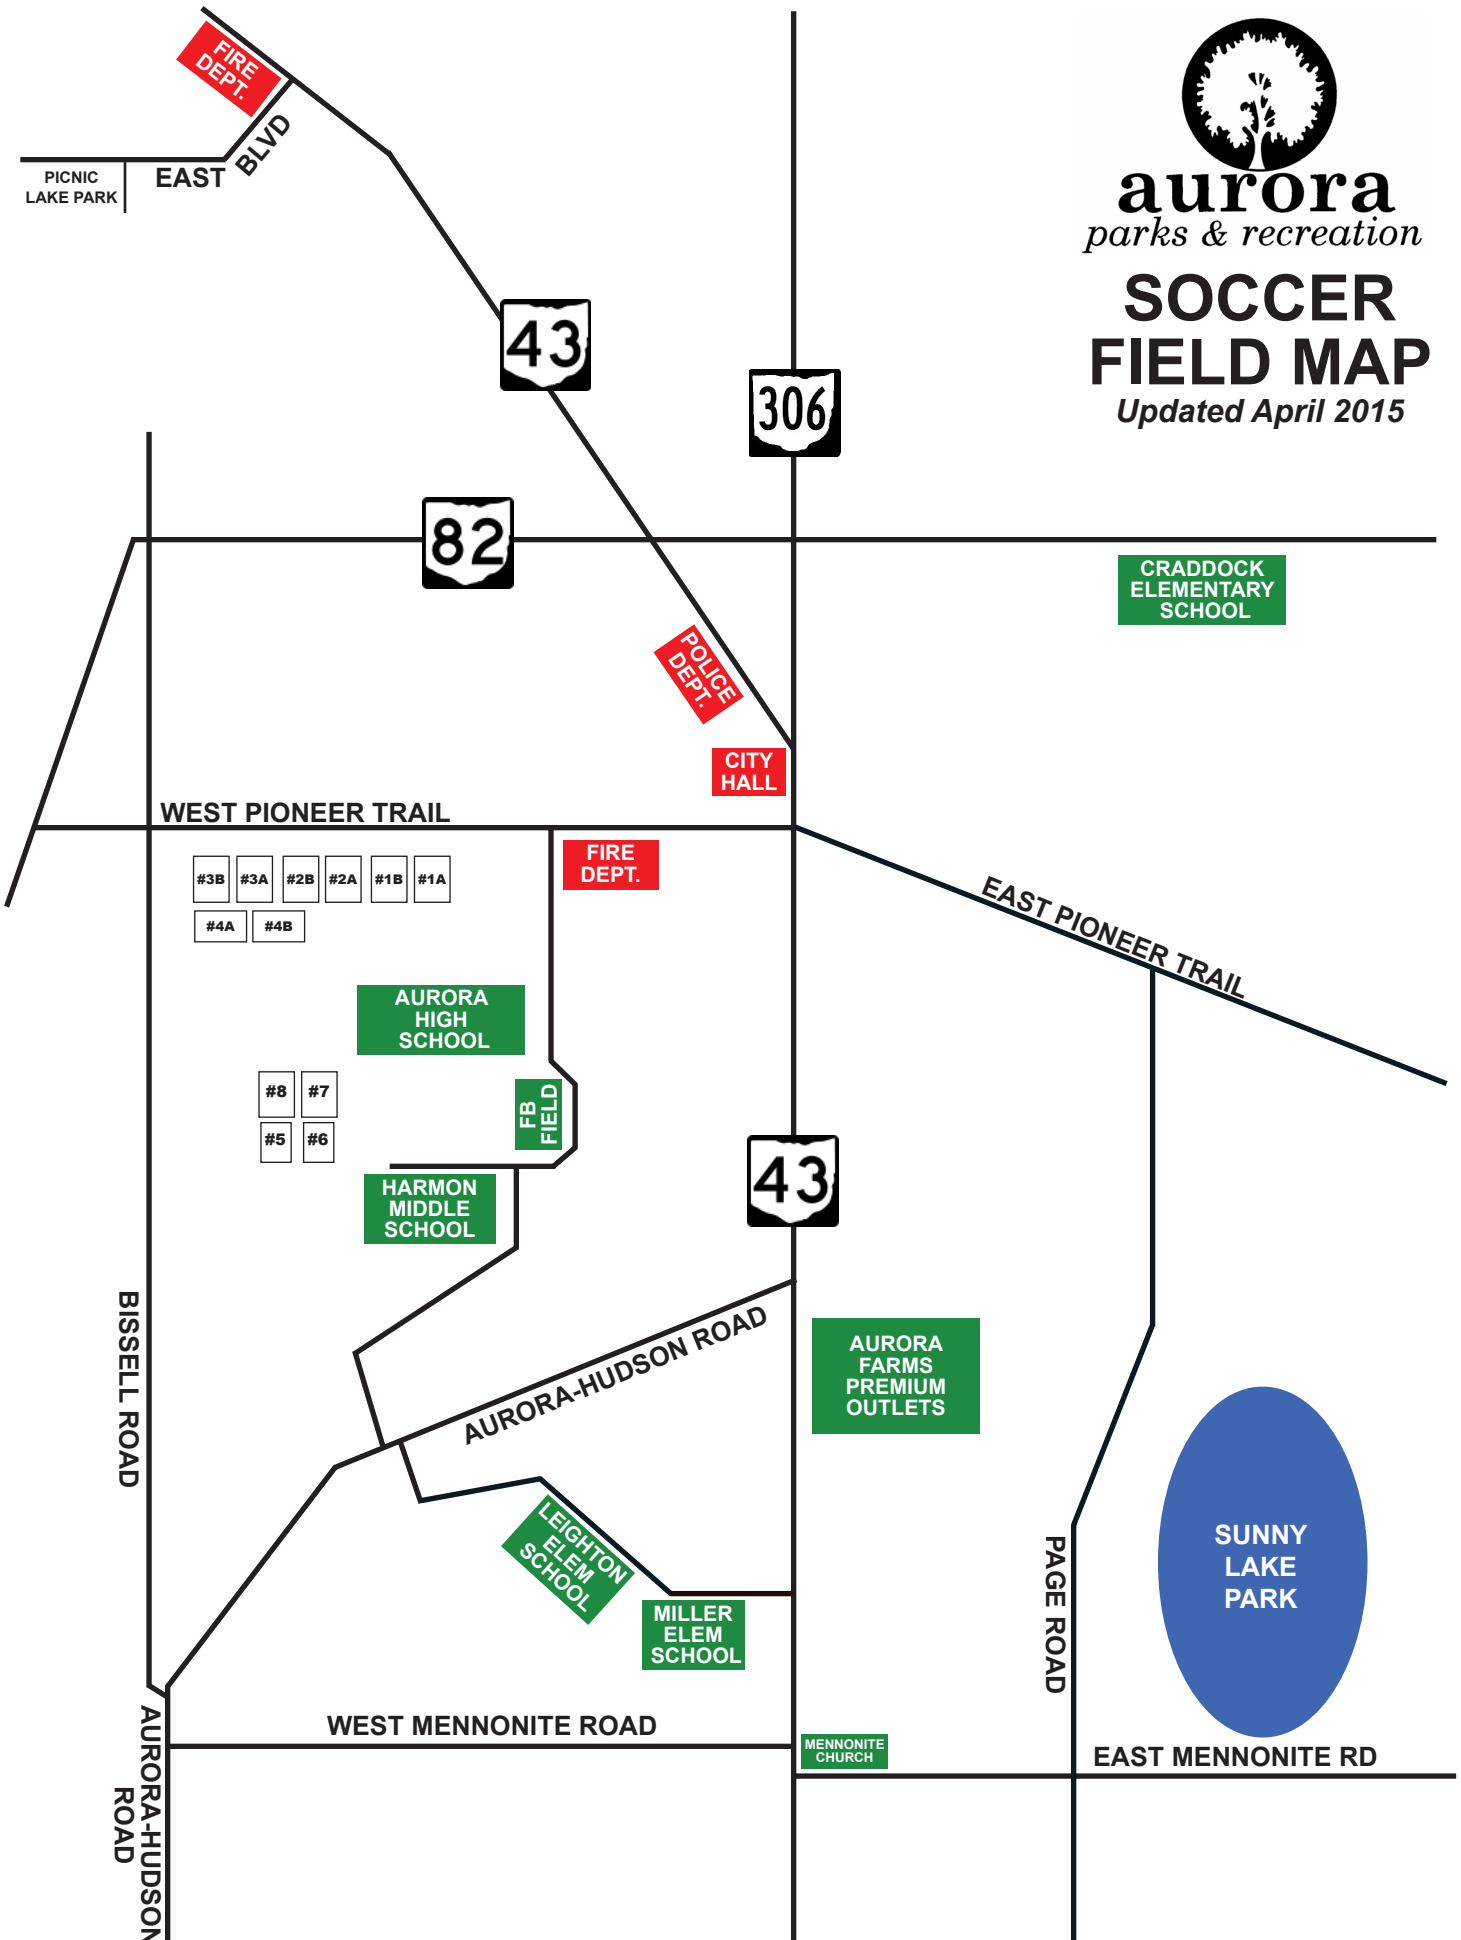 FIRE
DEPT.
BLVD
EAST
PICNIC
LAKE PARK
aurora
parks & recreation
SOCCER
FIELD MAP
Updated April 2015
43
306
82
CRADDOCK
ELEMENTARY
SCHOOL
POLICE
DEPT.
CITY
HALL
WEST PIONEER TRAIL
FIRE
DEPT.
#3B #3A #2B #2A #1B #1A
#4A #4B
EAST PIONEER TRAIL
AURORA
HIGH
SCHOOL
#8 #7
#5 #6
FB
FIELD
HARMON
MIDDLE
SCHOOL
43
BISSELL ROAD
AURORA-HUDSON ROAD
AURORA
FARMS
PREMIUM
OUTLETS
LEIGHTON
ELEM
SCHOOL
MILLER
ELEM
SCHOOL
PAGE ROAD
SUNNY
LAKE
PARK
WEST MENNONITE ROAD
MENNONITE
CHURCH
EAST MENNONITE RD
AURORA-HUDSON
ROAD